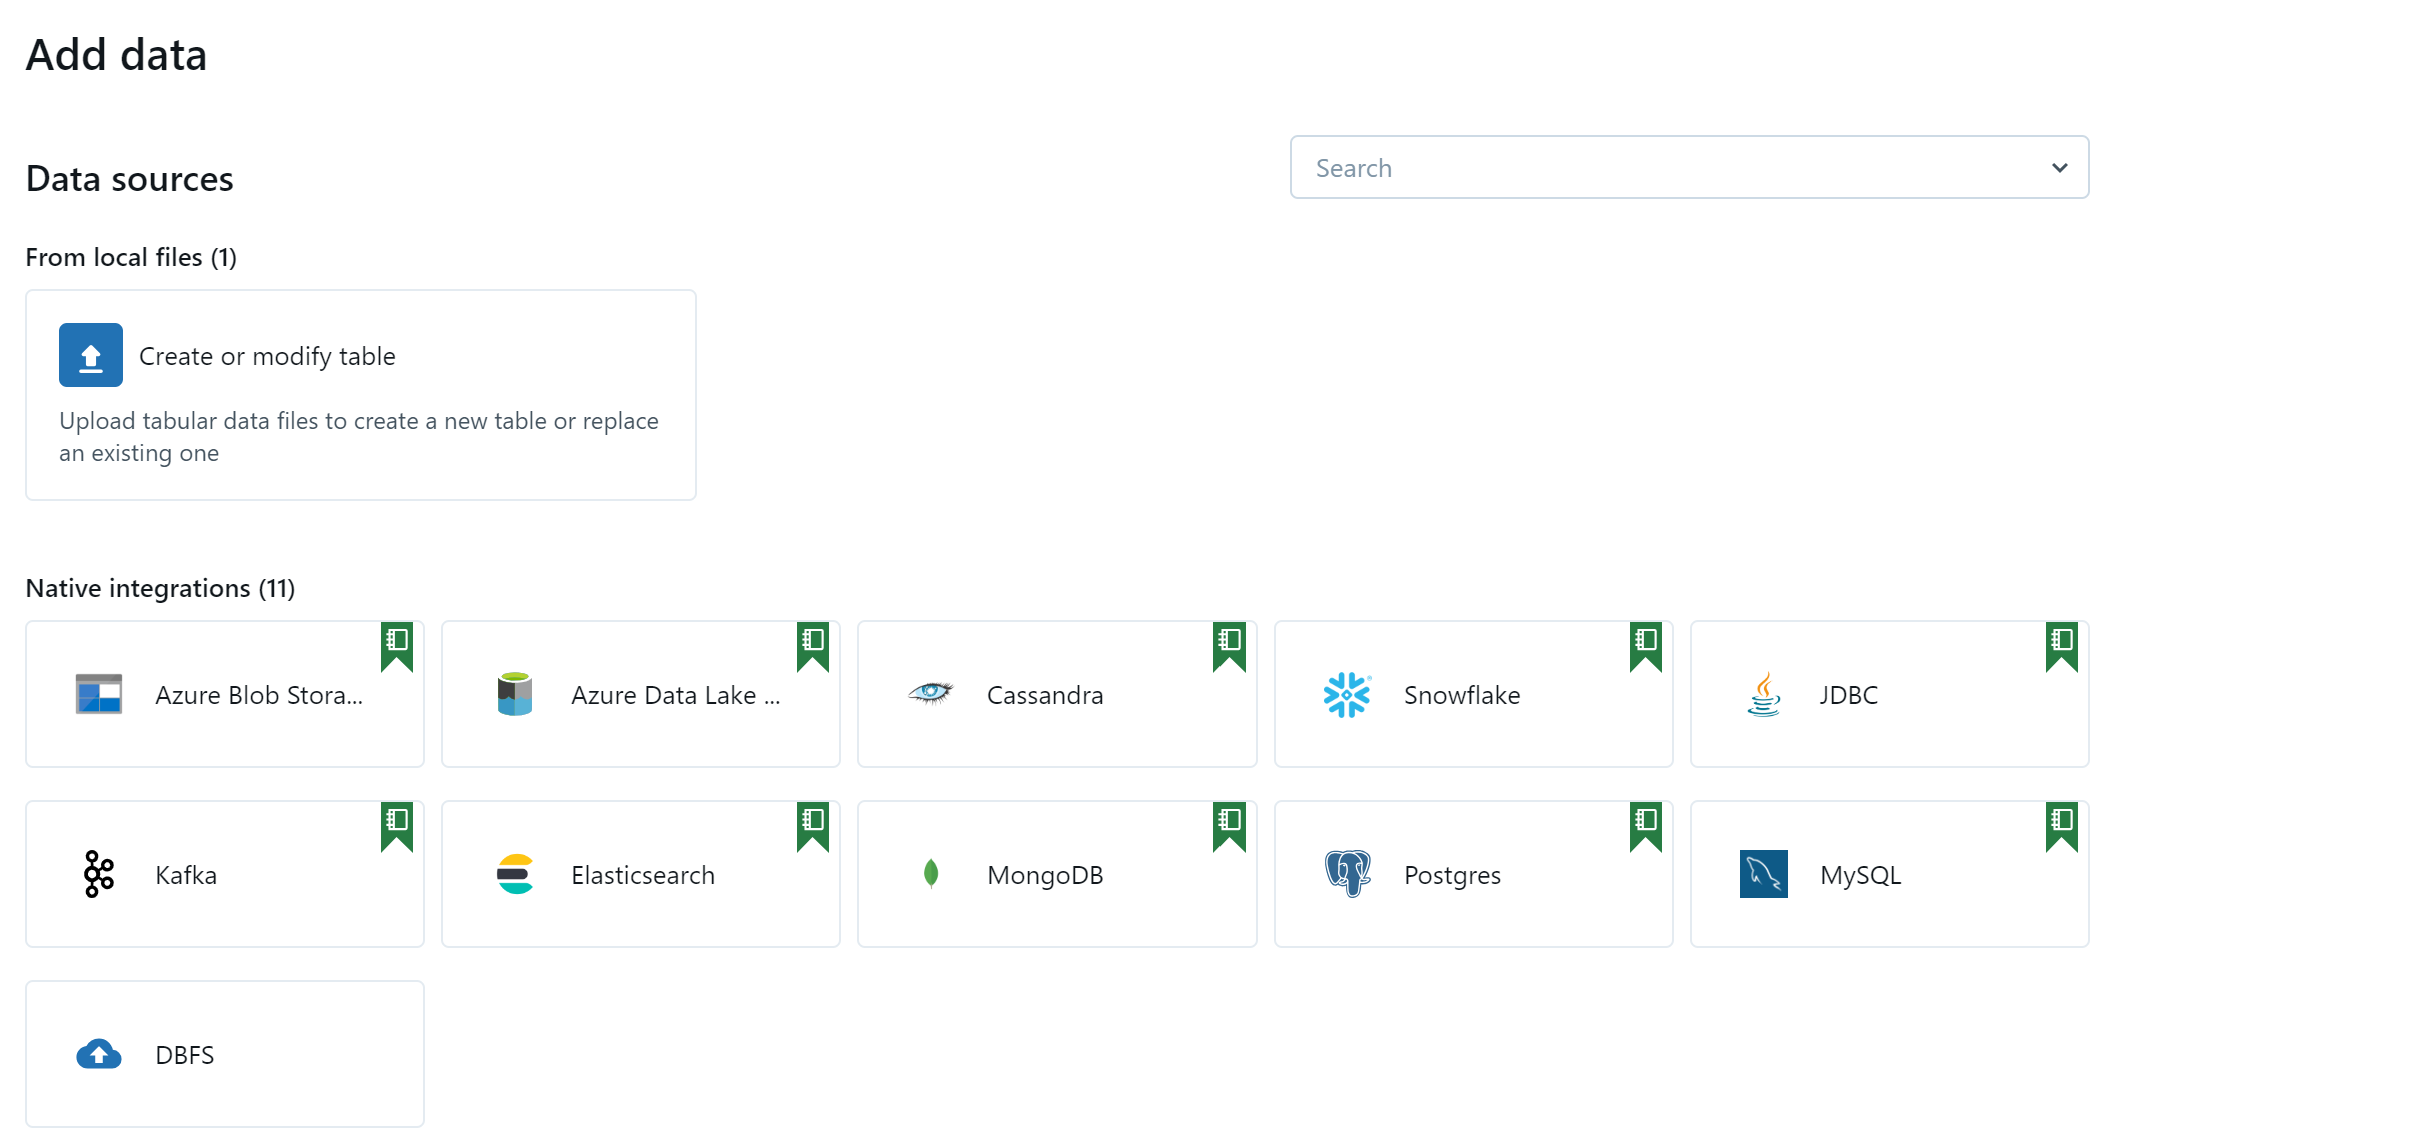 Add data
Data sources
Search
From local files (1)
Create or modify table
Upload tabular data files to create a new table or replace
an existing one
Native integrations (11)
Azure Blob Stora...
Azure Data Lake ...
Cassandra
Snowflake
JDBC
Kafka
Elasticsearch
MongoDB
Postgres
MySQL
DBFS